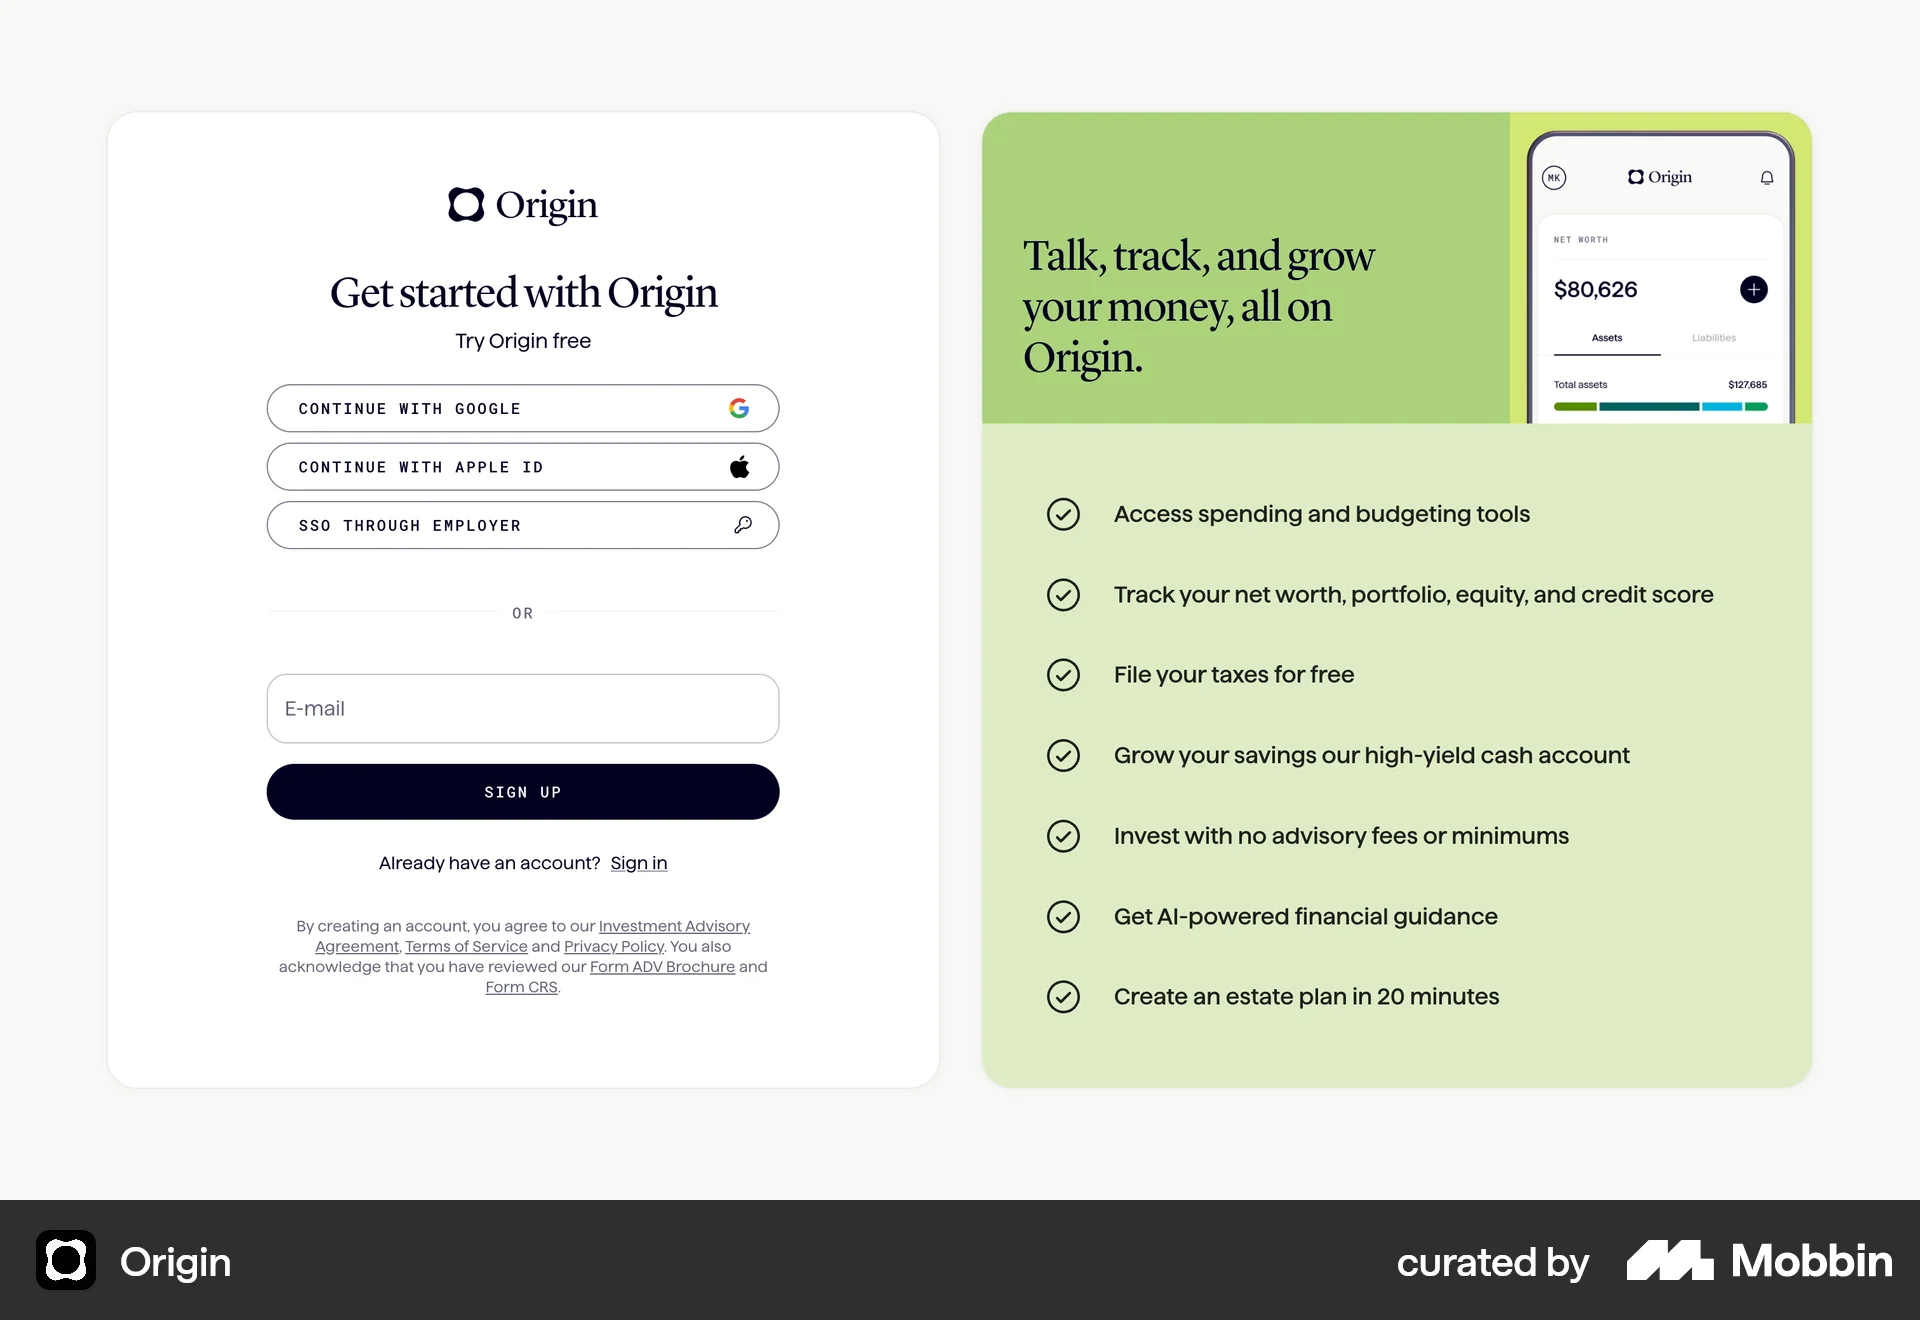 Origin
Get started with Origin
Try Origin free
CONTINUE WITH GOOGLE
CONTINUE WITH APPLE ID
SSO THROUGH EMPLOYER
OR
E-mail
SIGN UP
Already have an account? Sign in
By creating an account, you agree to our Investment Advisory
Agreement, Terms of Service and Privacy Policy. You also
acknowledge that you have reviewed our Form ADV Brochure and
Form CRS.
Talk, track, and grow
your money, all on
Origin.
MK
Origin
NET WORTH
$80,626
Assets
Liabilities
Total assets
$127,685
Access spending and budgeting tools
Track your net worth, portfolio, equity, and credit score
File your taxes for free
Grow your savings our high-yield cash account
Invest with no advisory fees or minimums
Get AI-powered financial guidance
Create an estate plan in 20 minutes
Origin
curated by Mobbin